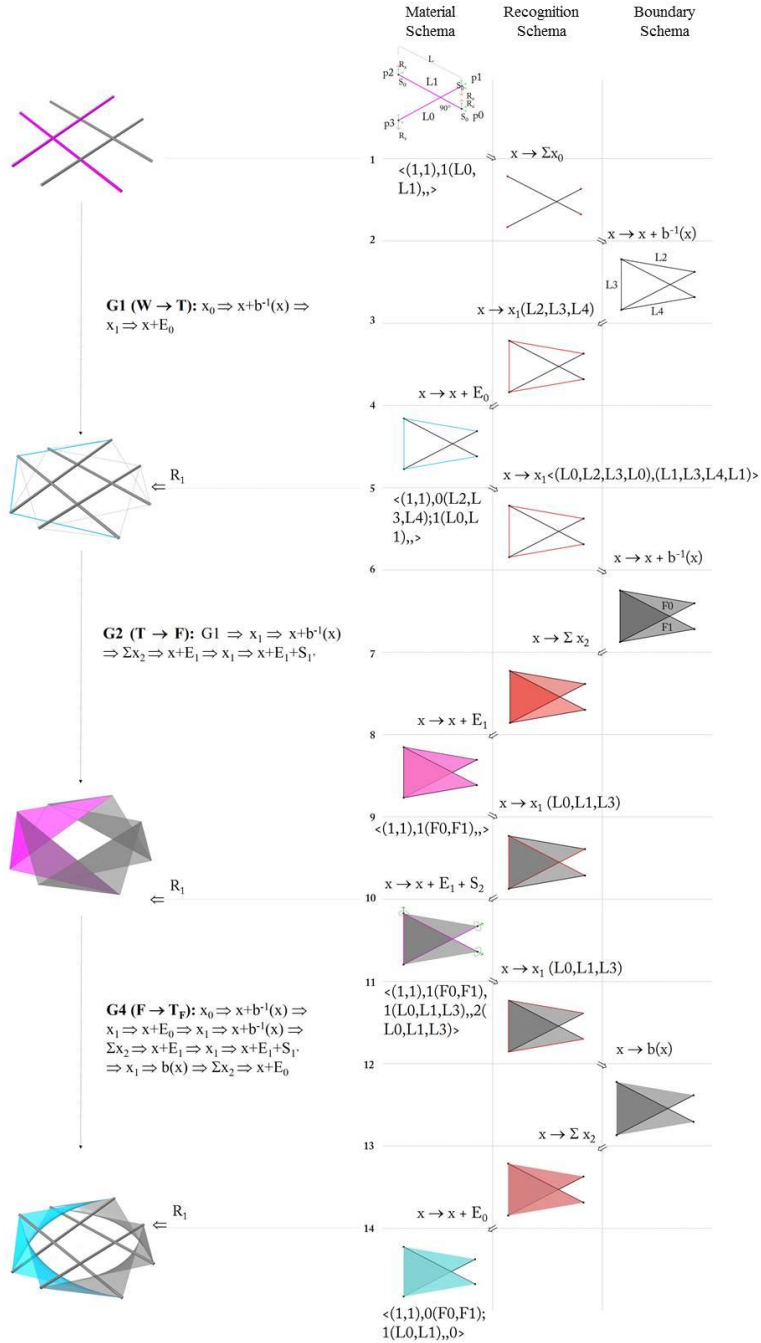 Material
Schema
Recognition
Schema
Boundary
Schema
L
p2
Rₑ
S₀
L1
S₀
p1
Rₑ
Rₑ
90°
p3
L0
S₀
p0
Rₑ
1
<(1,1),1(L0,
L1),,>
x → Σx₀
2
x → x + b⁻¹(x)
L2
L3
L4
G1 (W → T): x₀ ⇒ x+b⁻¹(x) ⇒
x₁ ⇒ x+E₀
x → x₁(L2,L3,L4)
3
x → x + E₀
4
⇐ R₁
5
x → x₁<(L0,L2,L3,L0),(L1,L3,L4,L1)>
<(1,1),0(L2,L
3,L4);1(L0,L
1),,>
x → x + b⁻¹(x)
6
F0
F1
G2 (T → F): G1 ⇒ x₁ ⇒ x+b⁻¹(x)
⇒ Σx₂ ⇒ x+E₁ ⇒ x₁ ⇒ x+E₁+S₁.
x → Σ x₂
7
x → x + E₁
8
x → x₁ (L0,L1,L3)
9
<(1,1),1(F0,F1),,>
R₁
⇐
x → x + E₁ + S₂
10
x → x₁ (L0,L1,L3)
11
<(1,1),1(F0,F1),
1(L0,L1,L3),,2(
L0,L1,L3)>
G4 (F → T_F): x₀ ⇒ x+b⁻¹(x) ⇒
x₁ ⇒ x+E₀ ⇒ x₁ ⇒ x+b⁻¹(x) ⇒
Σx₂ ⇒ x+E₁ ⇒ x₁ ⇒ x+E₁+S₁.
⇒ x₁ ⇒ b(x) ⇒ Σx₂ ⇒ x+E₀
12
x → b(x)
x → Σ x₂
13
x → x + E₀
R₁
⇐
14
<(1,1),0(F0,F1);
1(L0,L1),,0>